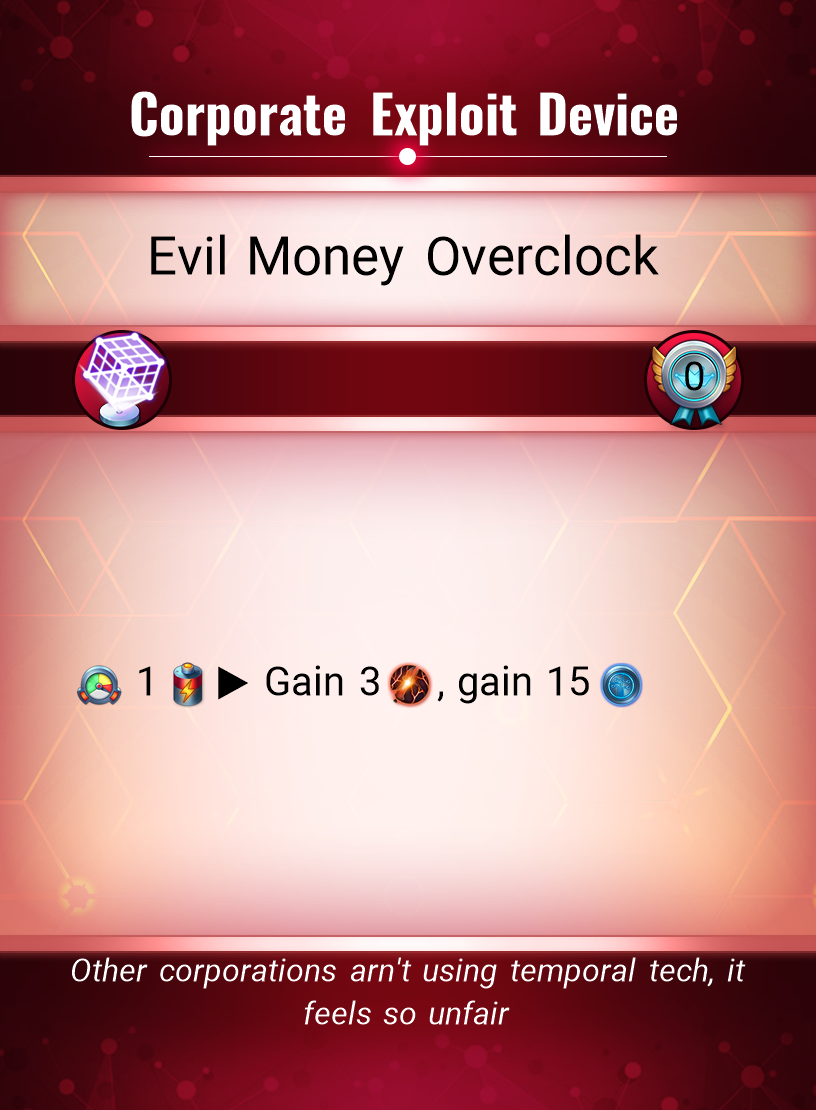 Corporate Exploit Device
Evil Money Overclock
0
1 ▶ Gain 3 , gain 15
Other corporations arn't using temporal tech, it
feels so unfair